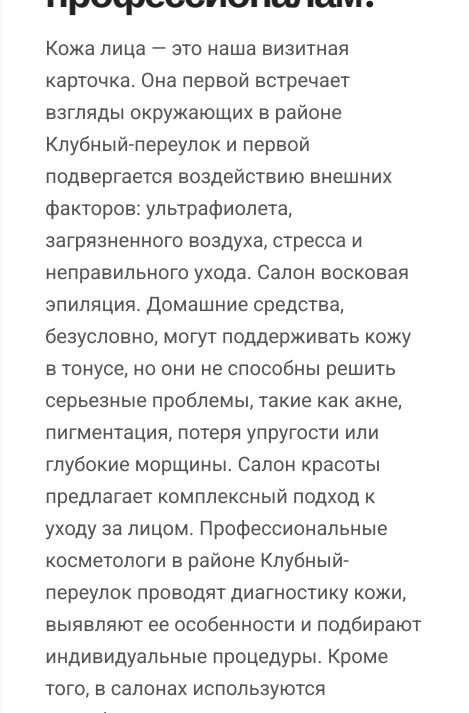 профессионалам?
Кожа лица — это наша визитная
карточка. Она первой встречает
взгляды окружающих в районе
Клубный-переулок и первой
подвергается воздействию внешних
факторов: ультрафиолета,
загрязненного воздуха, стресса и
неправильного ухода. Салон восковая
эпиляция. Домашние средства,
безусловно, могут поддерживать кожу
в тонусе, но они не способны решить
серьезные проблемы, такие как акне,
пигментация, потеря упругости или
глубокие морщины. Салон красоты
предлагает комплексный подход к
уходу за лицом. Профессиональные
косметологи в районе Клубный-
переулок проводят диагностику кожи,
выявляют ее особенности и подбирают
индивидуальные процедуры. Кроме
того, в салонах используются